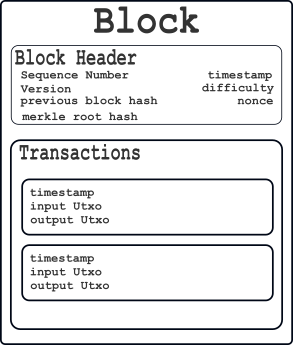 Block
Block Header
Sequence Number timestamp
Version difficulty
previous block hash nonce
merkle root hash
Transactions
timestamp
input Utxo
output Utxo
timestamp
input Utxo
output Utxo